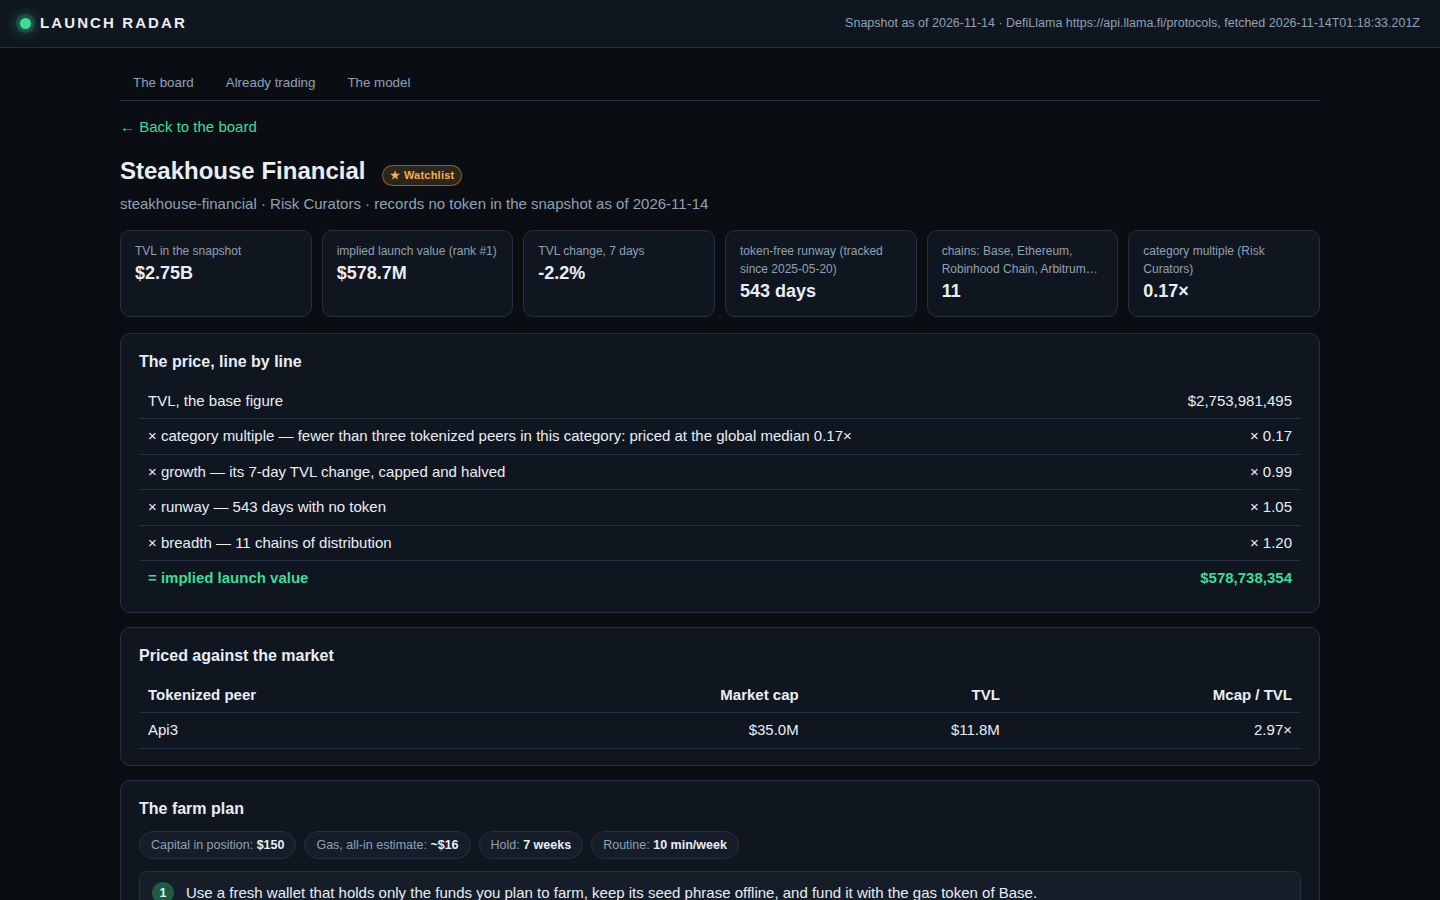 LAUNCH RADAR
Snapshot as of 2026-11-14 · DefiLlama https://api.llama.fi/protocols, fetched 2026-11-14T01:18:33.201Z
The board Already trading The model
← Back to the board
Steakhouse Financial ★ Watchlist
steakhouse-financial · Risk Curators · records no token in the snapshot as of 2026-11-14
TVL in the snapshot
$2.75B
implied launch value (rank #1)
$578.7M
TVL change, 7 days
-2.2%
token-free runway (tracked
since 2025-05-20)
543 days
chains: Base, Ethereum,
Robinhood Chain, Arbitrum…
11
category multiple (Risk
Curators)
0.17×
The price, line by line
TVL, the base figure $2,753,981,495
× category multiple — fewer than three tokenized peers in this category: priced at the global median 0.17× × 0.17
× growth — its 7-day TVL change, capped and halved × 0.99
× runway — 543 days with no token × 1.05
× breadth — 11 chains of distribution × 1.20
= implied launch value $578,738,354
Priced against the market
Tokenized peer Market cap TVL Mcap / TVL
Api3 $35.0M $11.8M 2.97×
The farm plan
Capital in position: $150 Gas, all-in estimate: ~$16 Hold: 7 weeks Routine: 10 min/week
1 Use a fresh wallet that holds only the funds you plan to farm, keep its seed phrase offline, and fund it with the gas token of Base.